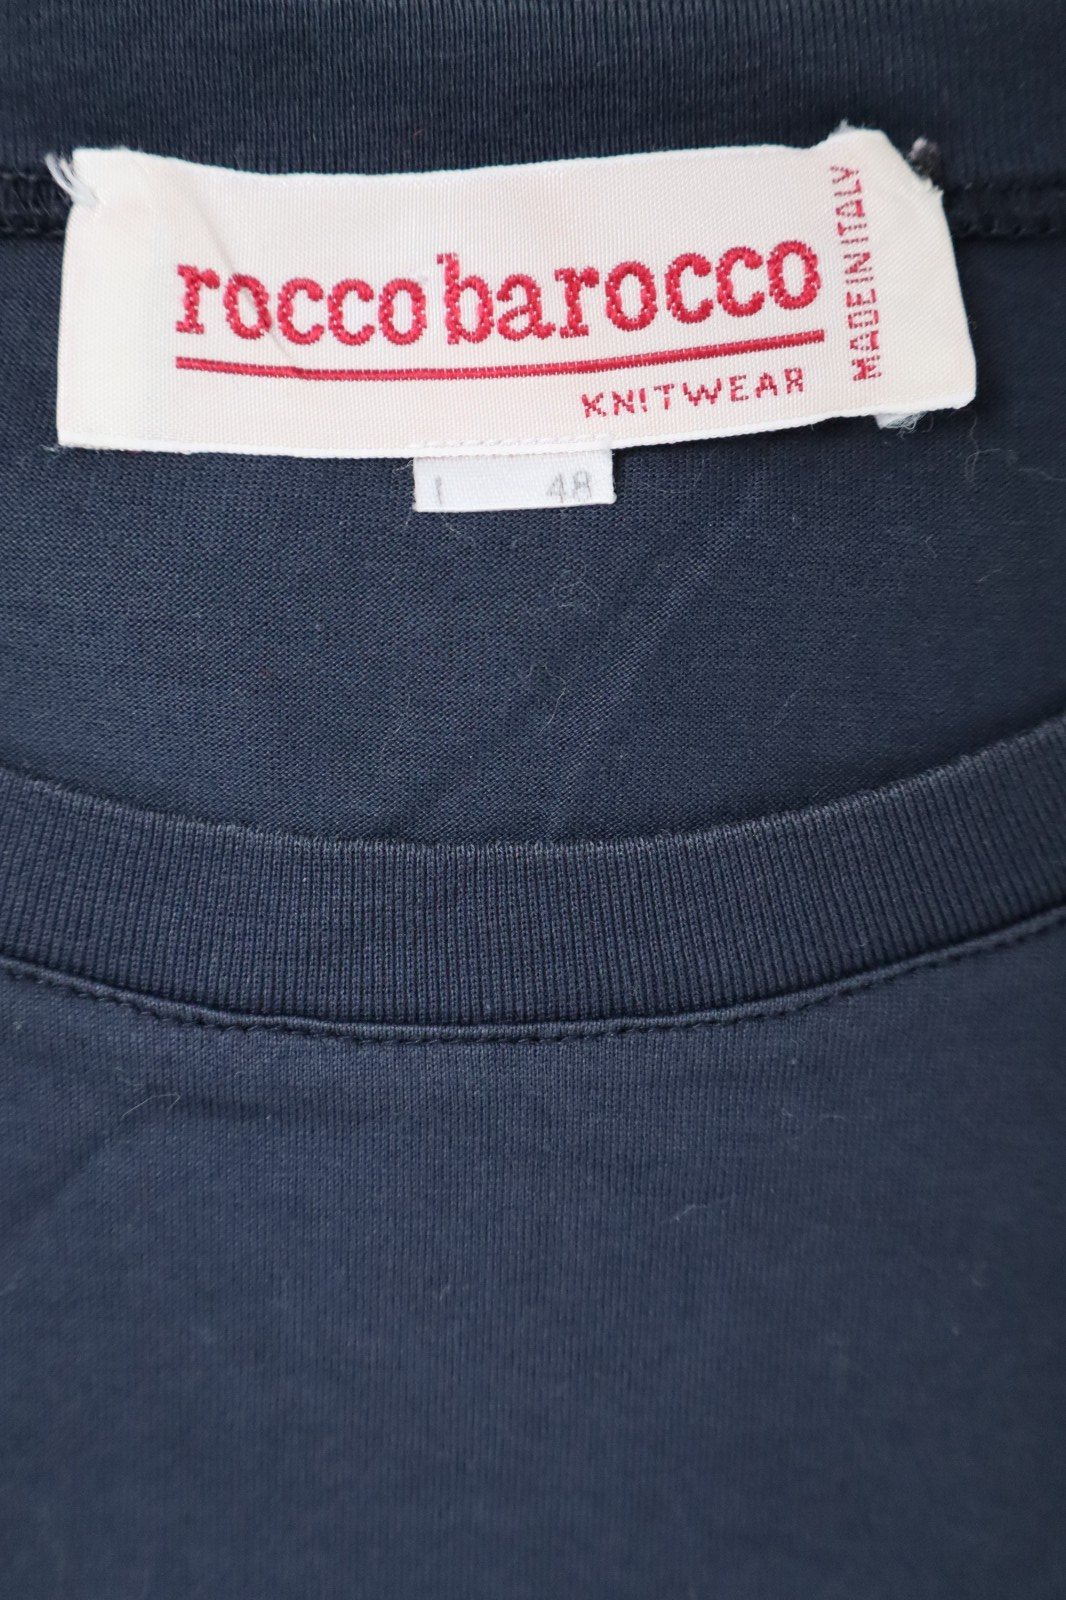 roccobarocco
KNITWEAR
MADE IN ITALY
I 48